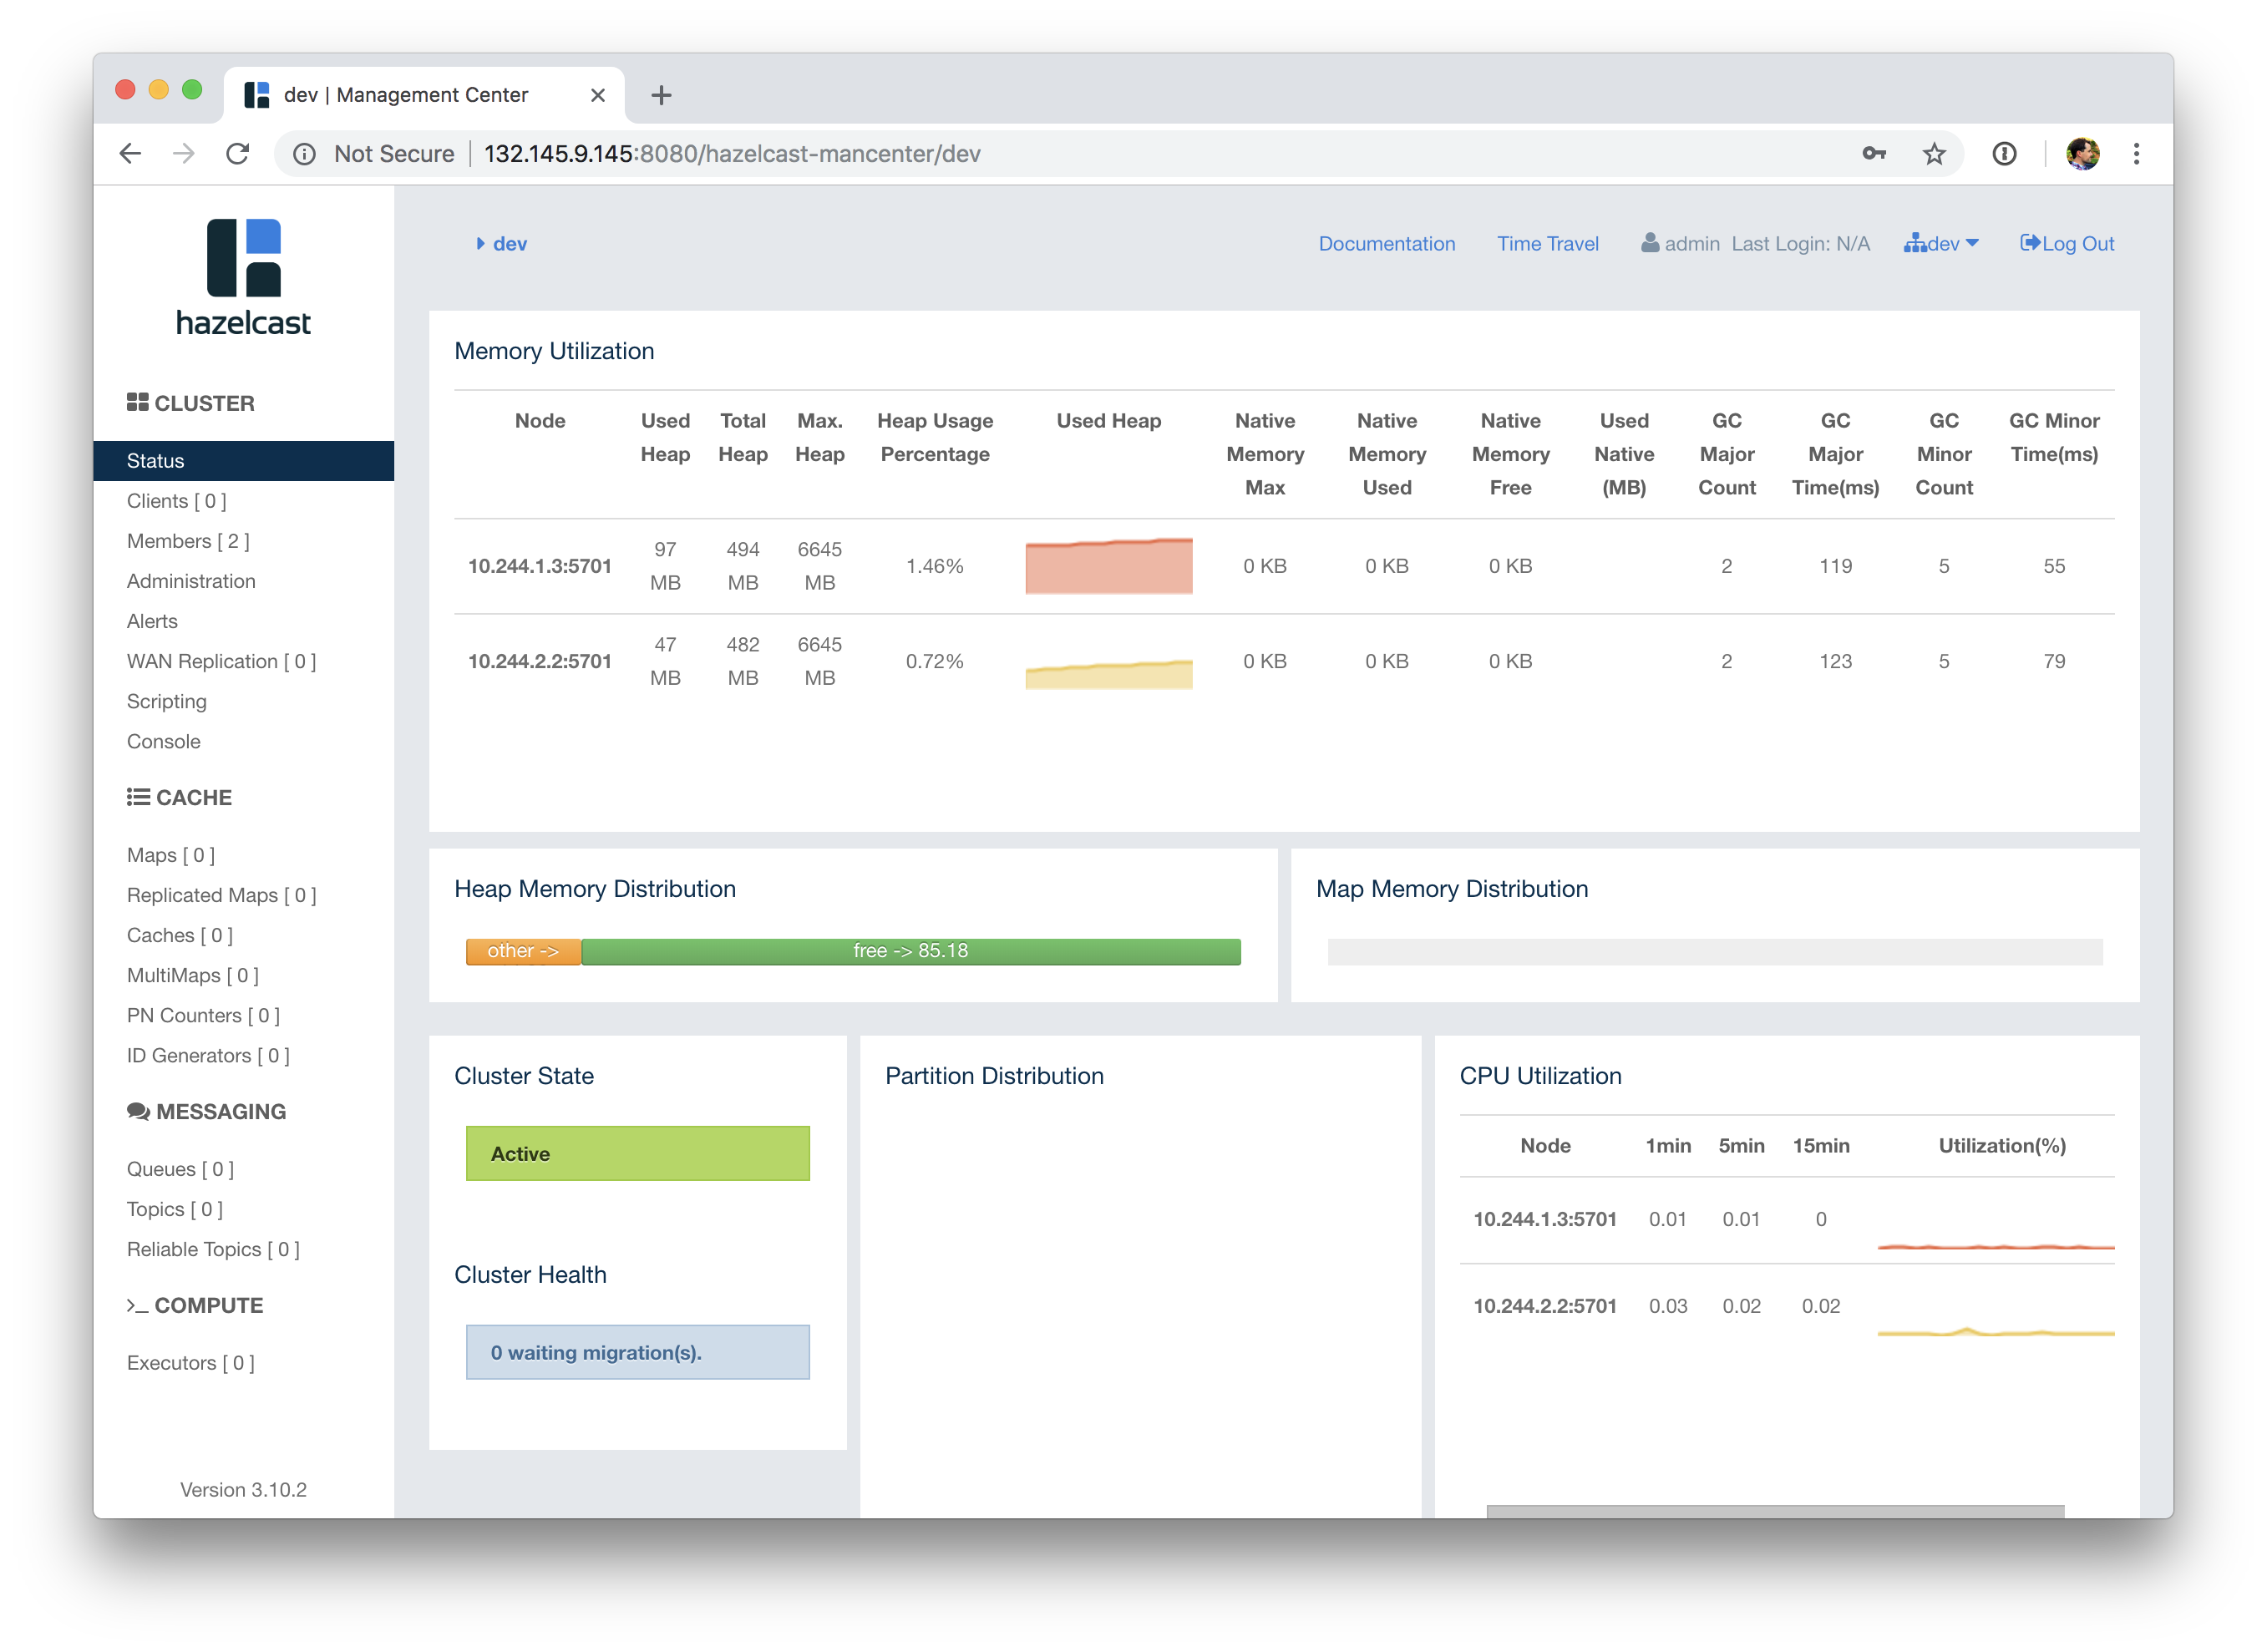 dev | Management Center
Not Secure 132.145.9.145:8080/hazelcast-mancenter/dev
hazelcast
CLUSTER
Status
Clients [ 0 ]
Members [ 2 ]
Administration
Alerts
WAN Replication [ 0 ]
Scripting
Console
CACHE
Maps [ 0 ]
Replicated Maps [ 0 ]
Caches [ 0 ]
MultiMaps [ 0 ]
PN Counters [ 0 ]
ID Generators [ 0 ]
MESSAGING
Queues [ 0 ]
Topics [ 0 ]
Reliable Topics [ 0 ]
COMPUTE
Executors [ 0 ]
Version 3.10.2
dev
Documentation Time Travel admin Last Login: N/A dev Log Out
Memory Utilization
Node Used Heap Total Heap Max. Heap Heap Usage Percentage Used Heap Native Memory Max Native Memory Used Native Memory Free Used Native (MB) GC Major Count GC Major Time(ms) GC Minor Count GC Minor Time(ms)
10.244.1.3:5701 97 MB 494 MB 6645 MB 1.46% 0 KB 0 KB 0 KB 2 119 5 55
10.244.2.2:5701 47 MB 482 MB 6645 MB 0.72% 0 KB 0 KB 0 KB 2 123 5 79
Heap Memory Distribution
other -> free -> 85.18
Map Memory Distribution
Cluster State
Active
Cluster Health
0 waiting migration(s).
Partition Distribution
CPU Utilization
Node 1min 5min 15min Utilization(%)
10.244.1.3:5701 0.01 0.01 0
10.244.2.2:5701 0.03 0.02 0.02